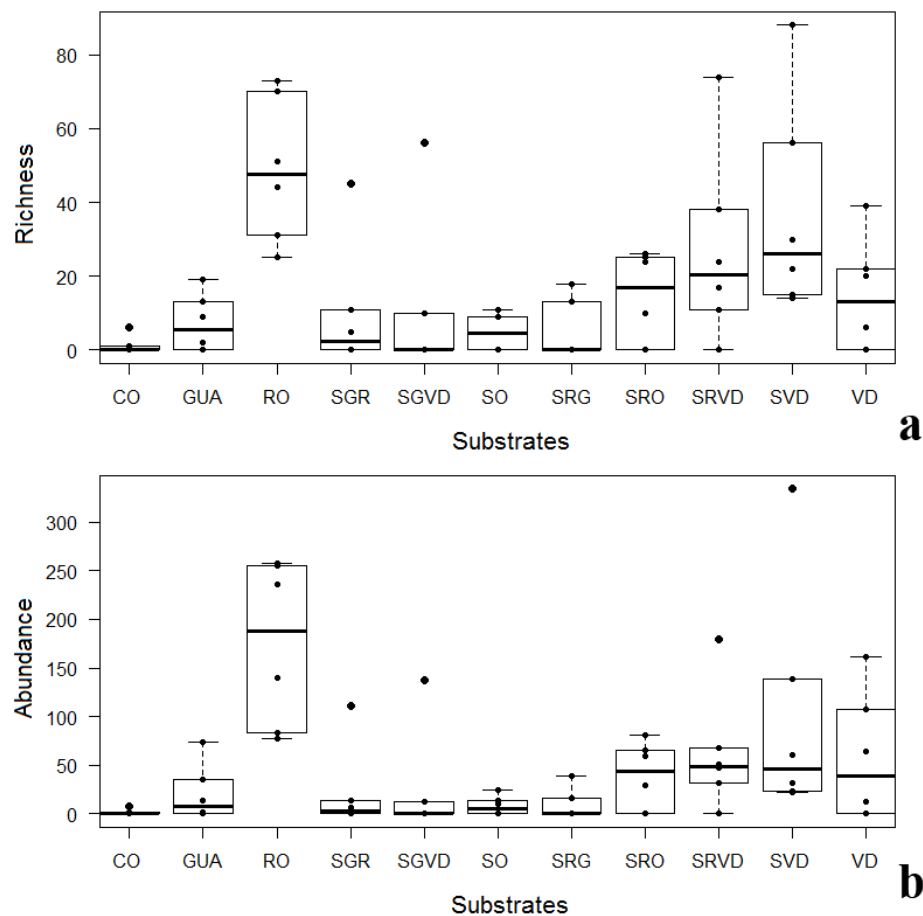 Richness
80
60
40
20
0
CO GUA RO SGR SGVD SO SRG SRO SRVD SVD VD
Substrates
a
Abundance
300
250
200
150
100
50
0
CO GUA RO SGR SGVD SO SRG SRO SRVD SVD VD
Substrates
b